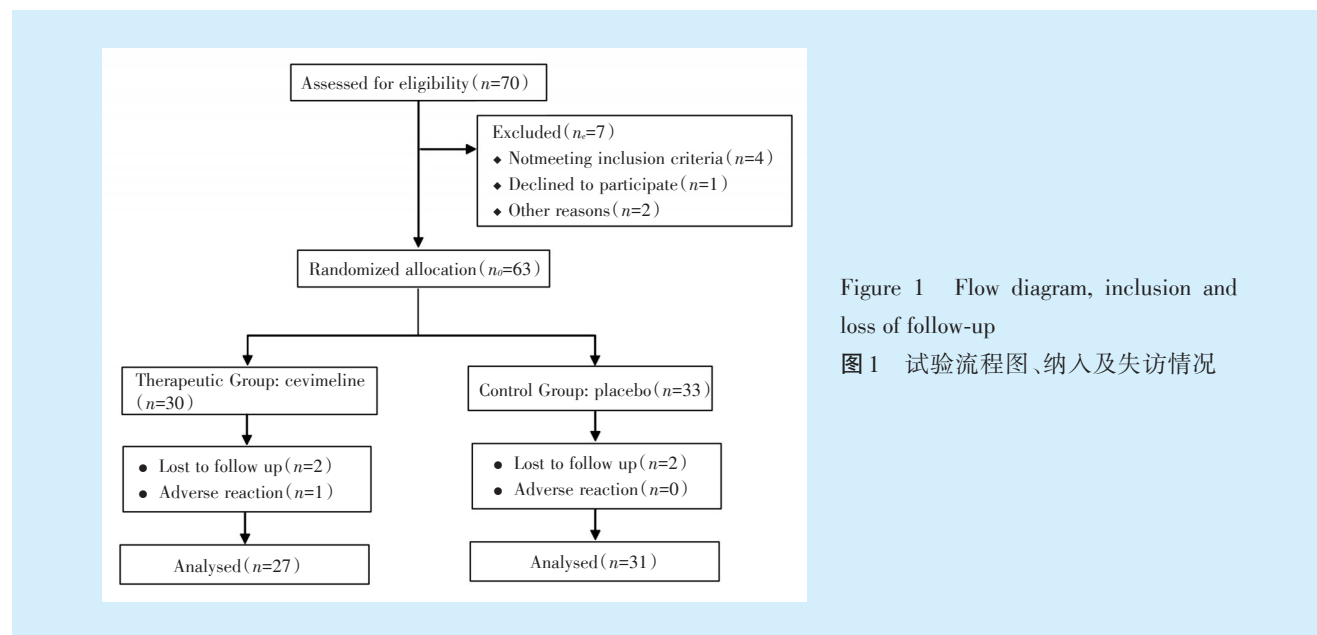 Assessed for eligibility（n=70）
Excluded（nₑ=7）
◆ Notmeeting inclusion criteria（n=4）
◆ Declined to participate（n=1）
◆ Other reasons（n=2）
Randomized allocation（n₀=63）
Therapeutic Group: cevimeline
（n=30）
Control Group: placebo（n=33）
● Lost to follow up（n=2）
● Adverse reaction（n=1）
● Lost to follow up（n=2）
● Adverse reaction（n=0）
Analysed（n=27）
Analysed（n=31）
Figure 1 Flow diagram, inclusion and
loss of follow-up
图1 试验流程图、纳入及失访情况